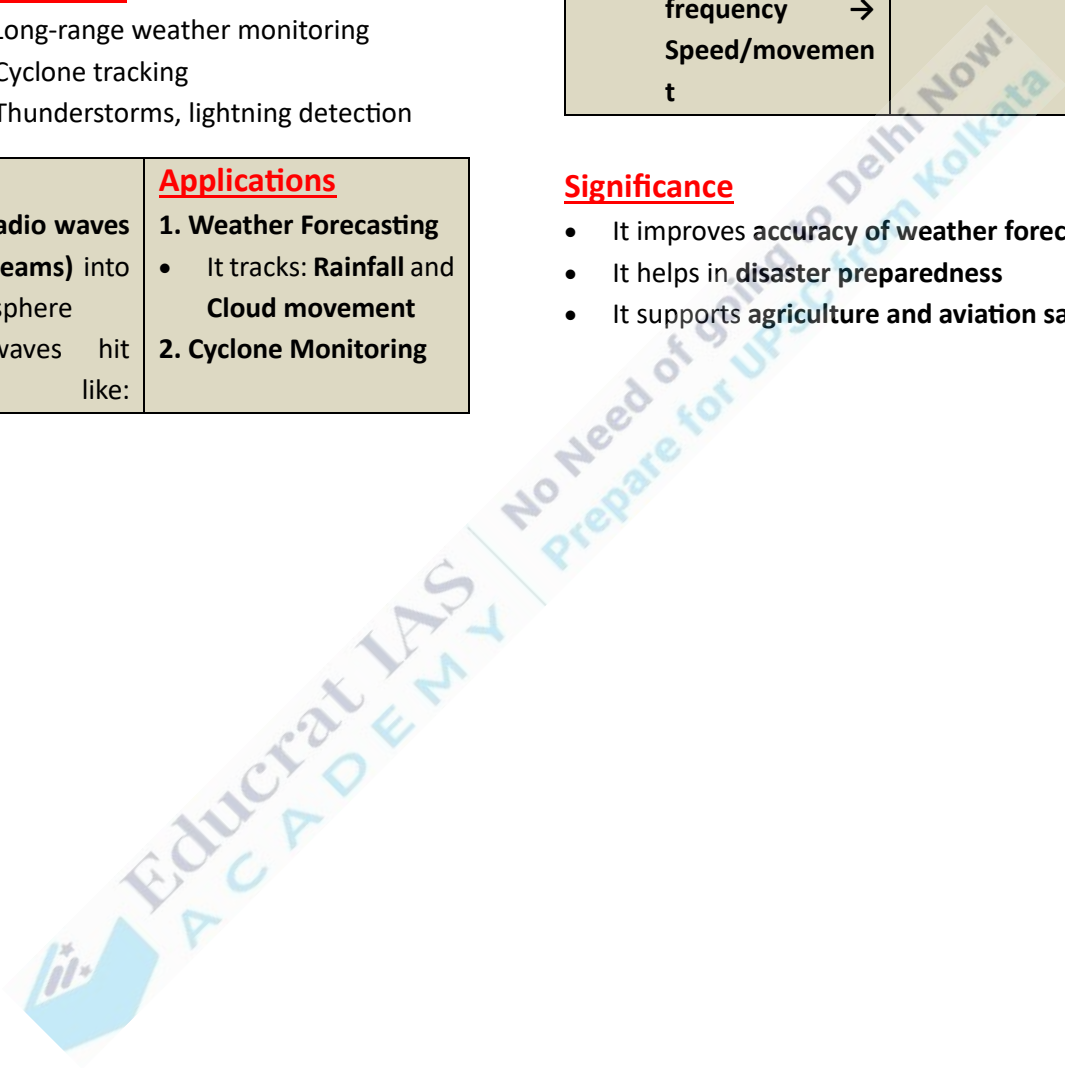 Long-range weather monitoring
Cyclone tracking
Thunderstorms, lightning detection
adio waves
eams) into
sphere
waves hit
like:
Applications
1. Weather Forecasting
• It tracks: Rainfall and
Cloud movement
2. Cyclone Monitoring
frequency →
Speed/movemen
t
Significance
• It improves accuracy of weather forec
• It helps in disaster preparedness
• It supports agriculture and aviation sa
Educrat IAS
ACADEMY
No Need of going to Delhi Now!
Prepare for UPSC from Kolkata